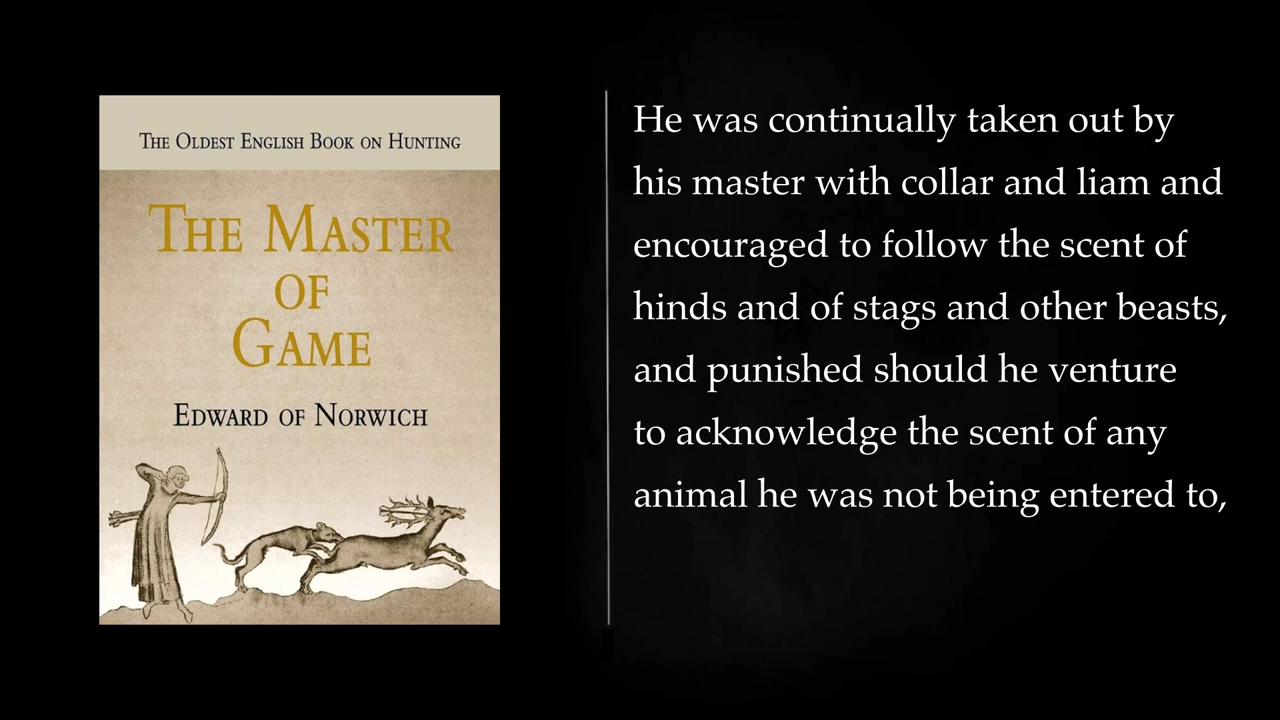 The Oldest English Book on Hunting
The Master
of
Game
Edward of Norwich
He was continually taken out by
his master with collar and liam and
encouraged to follow the scent of
hinds and of stags and other beasts,
and punished should he venture
to acknowledge the scent of any
animal he was not being entered to,